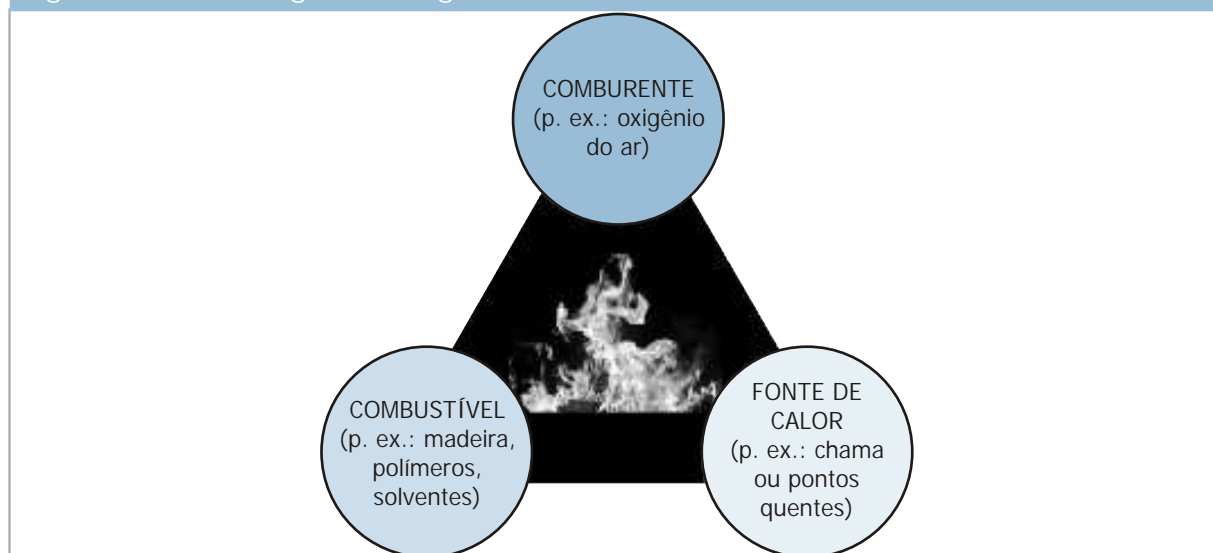 COMBURENTE
(p. ex.: oxigênio
do ar)
COMBUSTÍVEL
(p. ex.: madeira,
polímeros,
solventes)
FONTE DE
CALOR
(p. ex.: chama
ou pontos
quentes)